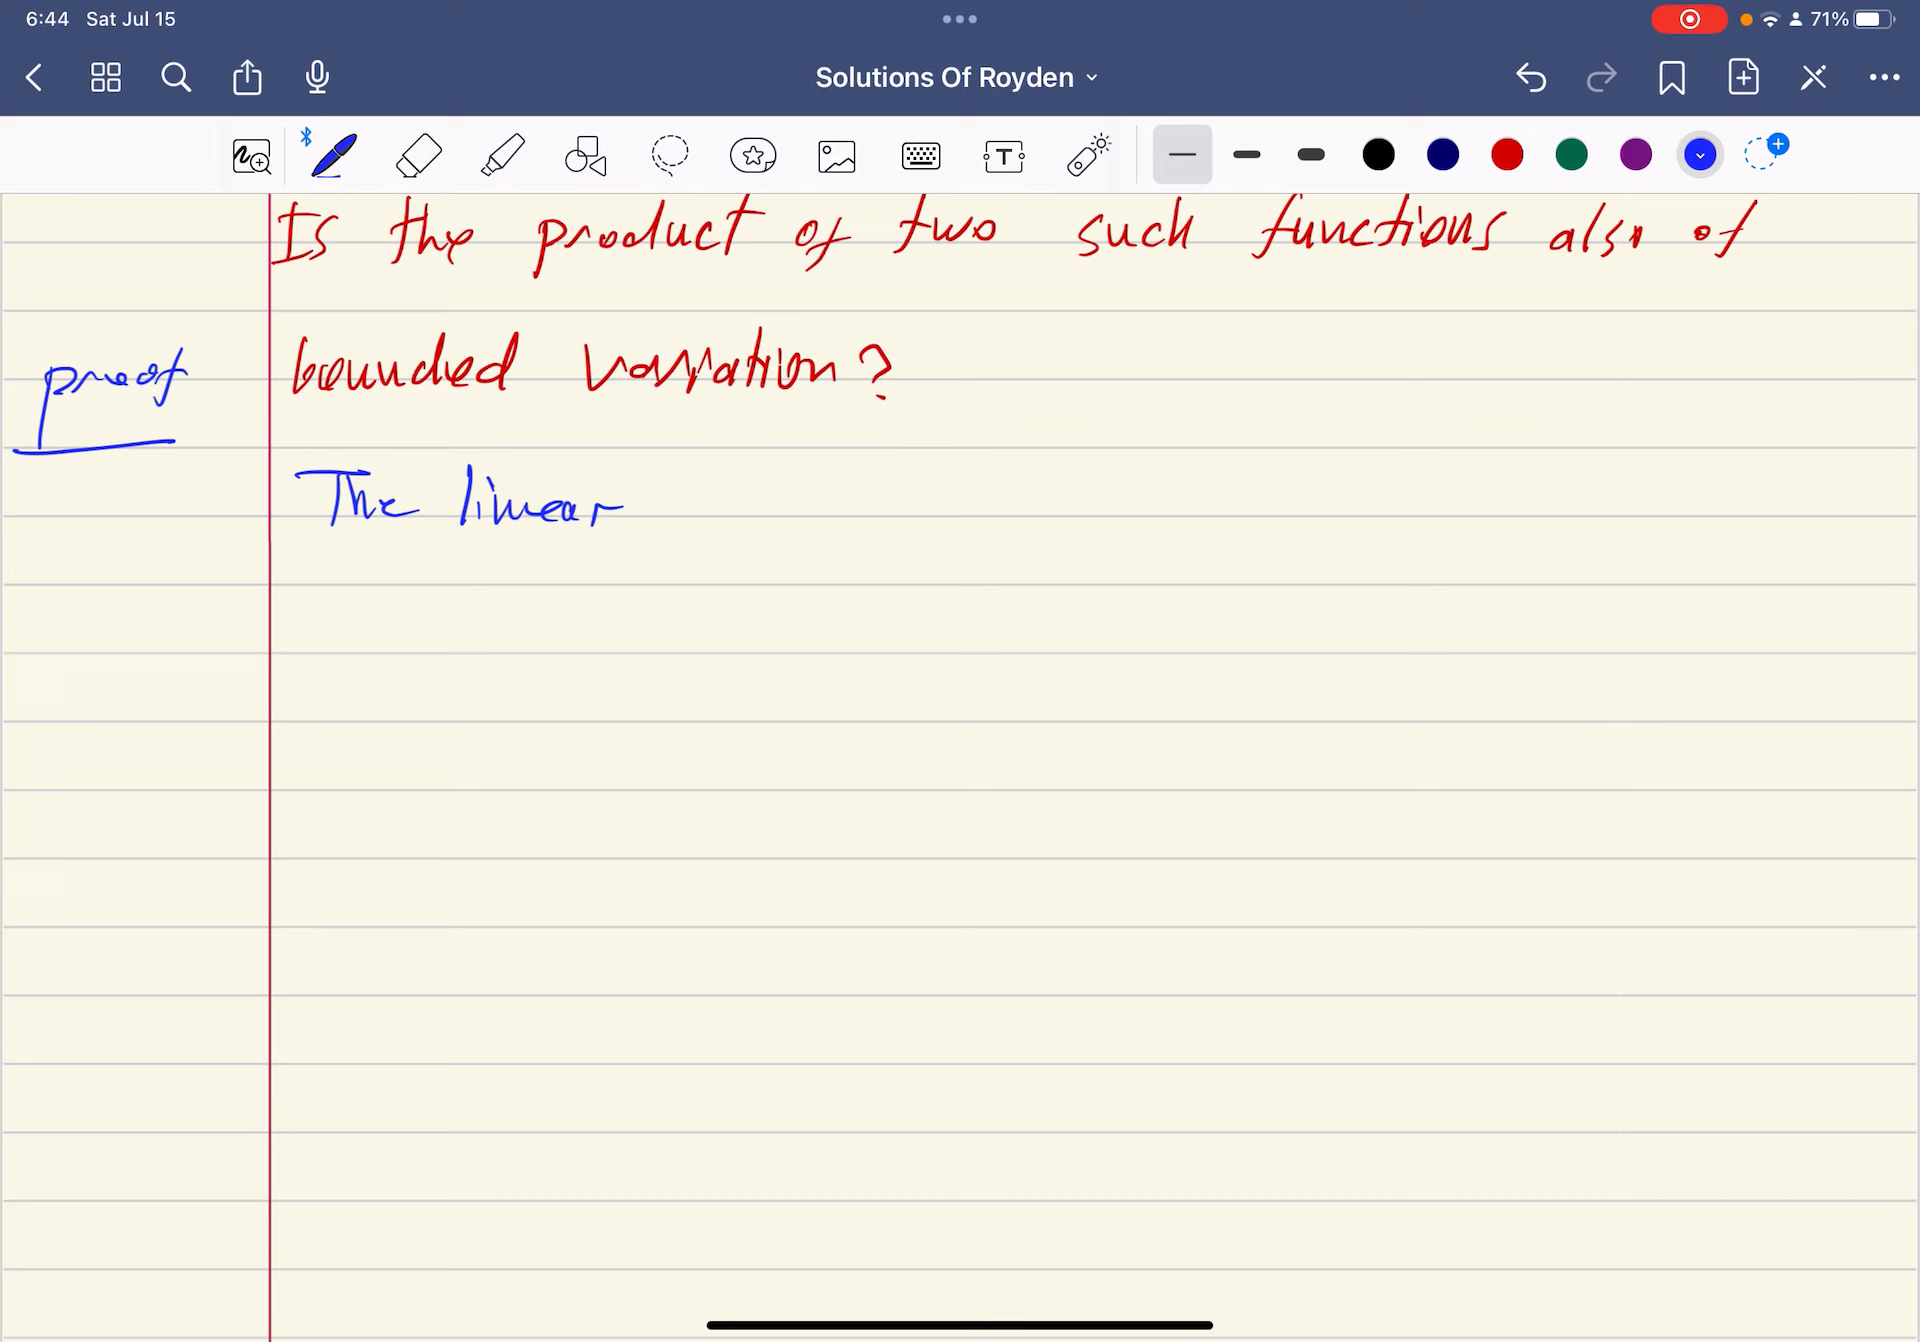 6:44 Sat Jul 15
71%
Solutions Of Royden
Is the product of two such functions also of
proof
bounded variation?
The linear